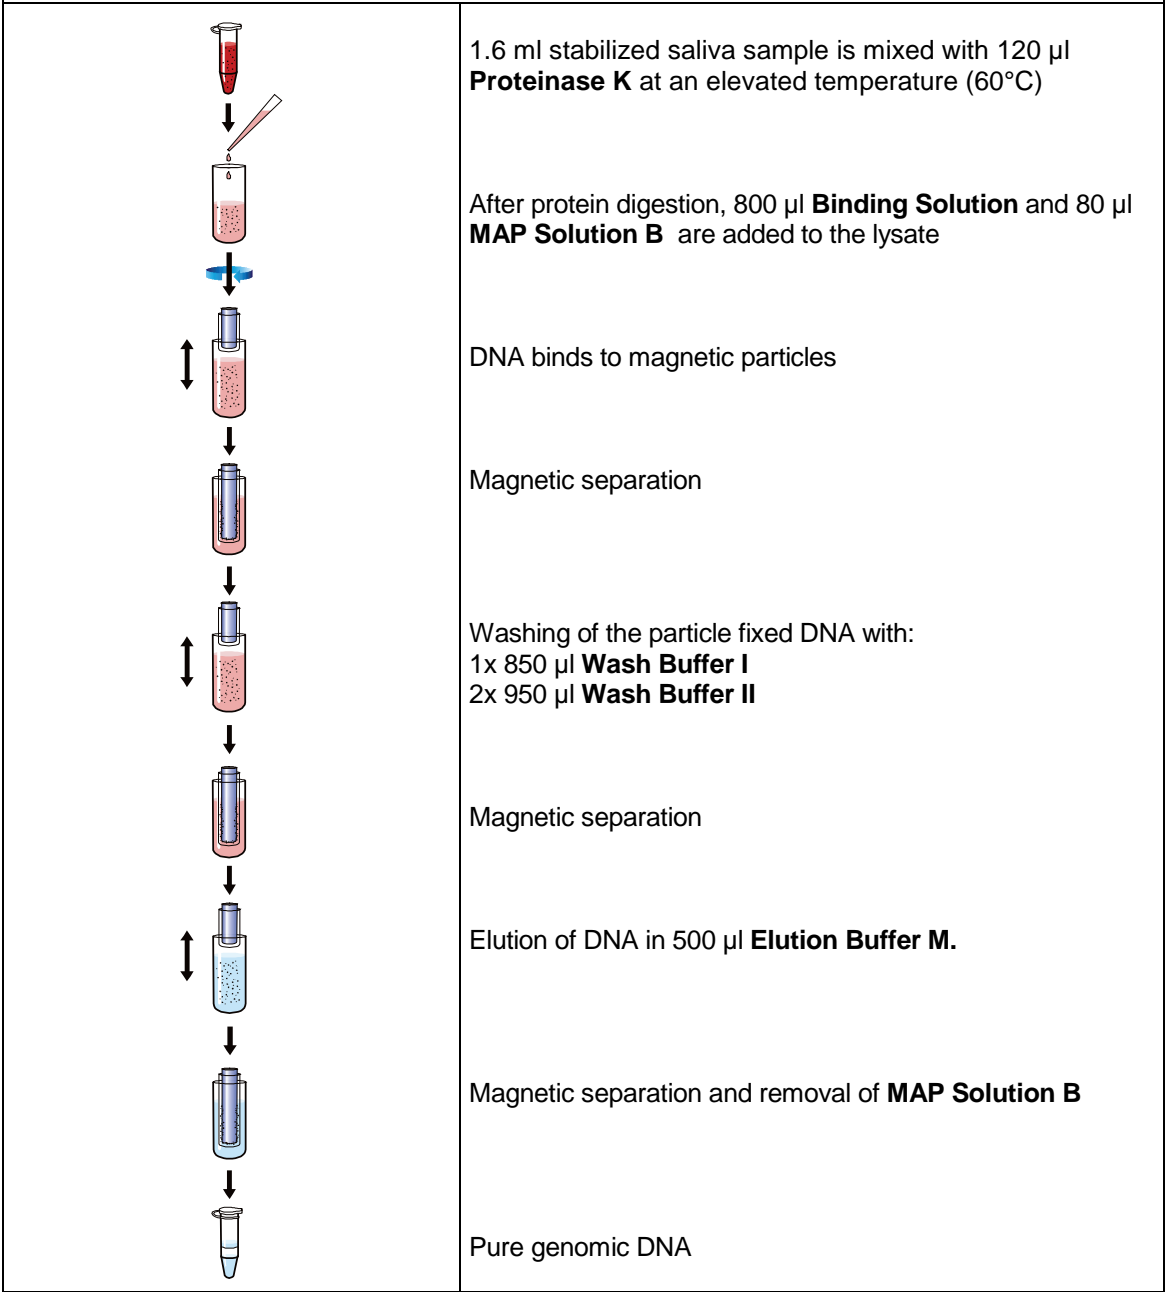 1.6 ml stabilized saliva sample is mixed with 120 µl
Proteinase K at an elevated temperature (60°C)
After protein digestion, 800 µl Binding Solution and 80 µl
MAP Solution B  are added to the lysate
DNA binds to magnetic particles
Magnetic separation
Washing of the particle fixed DNA with:
1x 850 µl Wash Buffer I
2x 950 µl Wash Buffer II
Magnetic separation
Elution of DNA in 500 µl Elution Buffer M.
Magnetic separation and removal of MAP Solution B
Pure genomic DNA